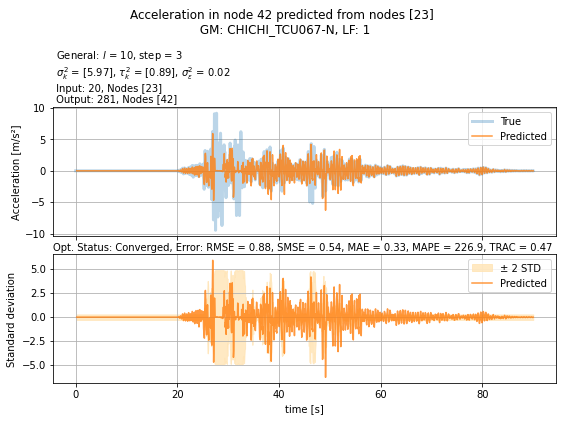 Acceleration in node 42 predicted from nodes [23]
GM: CHICHI_TCU067-N, LF: 1
General: l = 10, step = 3
σ²ₖ = [5.97], τ²ₖ = [0.89], σ²ₑ = 0.02
Input: 20, Nodes [23]
Output: 281, Nodes [42]
10
5
0
−5
−10
Acceleration [m/s²]
True
Predicted
Opt. Status: Converged, Error: RMSE = 0.88, SMSE = 0.54, MAE = 0.33, MAPE = 226.9, TRAC = 0.47
5.0
2.5
0.0
−2.5
−5.0
Standard deviation
± 2 STD
Predicted
0 20 40 60 80
time [s]